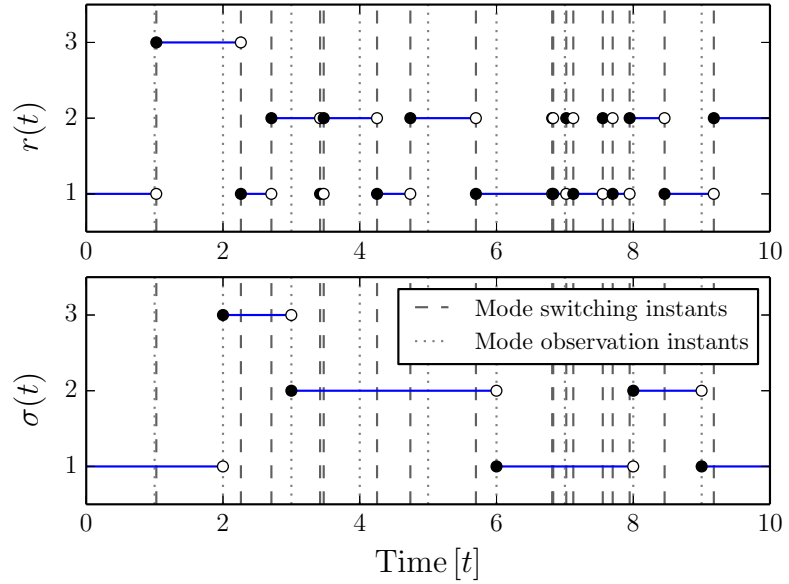 3
2
1
r(t)
0 2 4 6 8 10
3
2
1
σ(t)
Mode switching instants
Mode observation instants
0 2 4 6 8 10
Time [t]